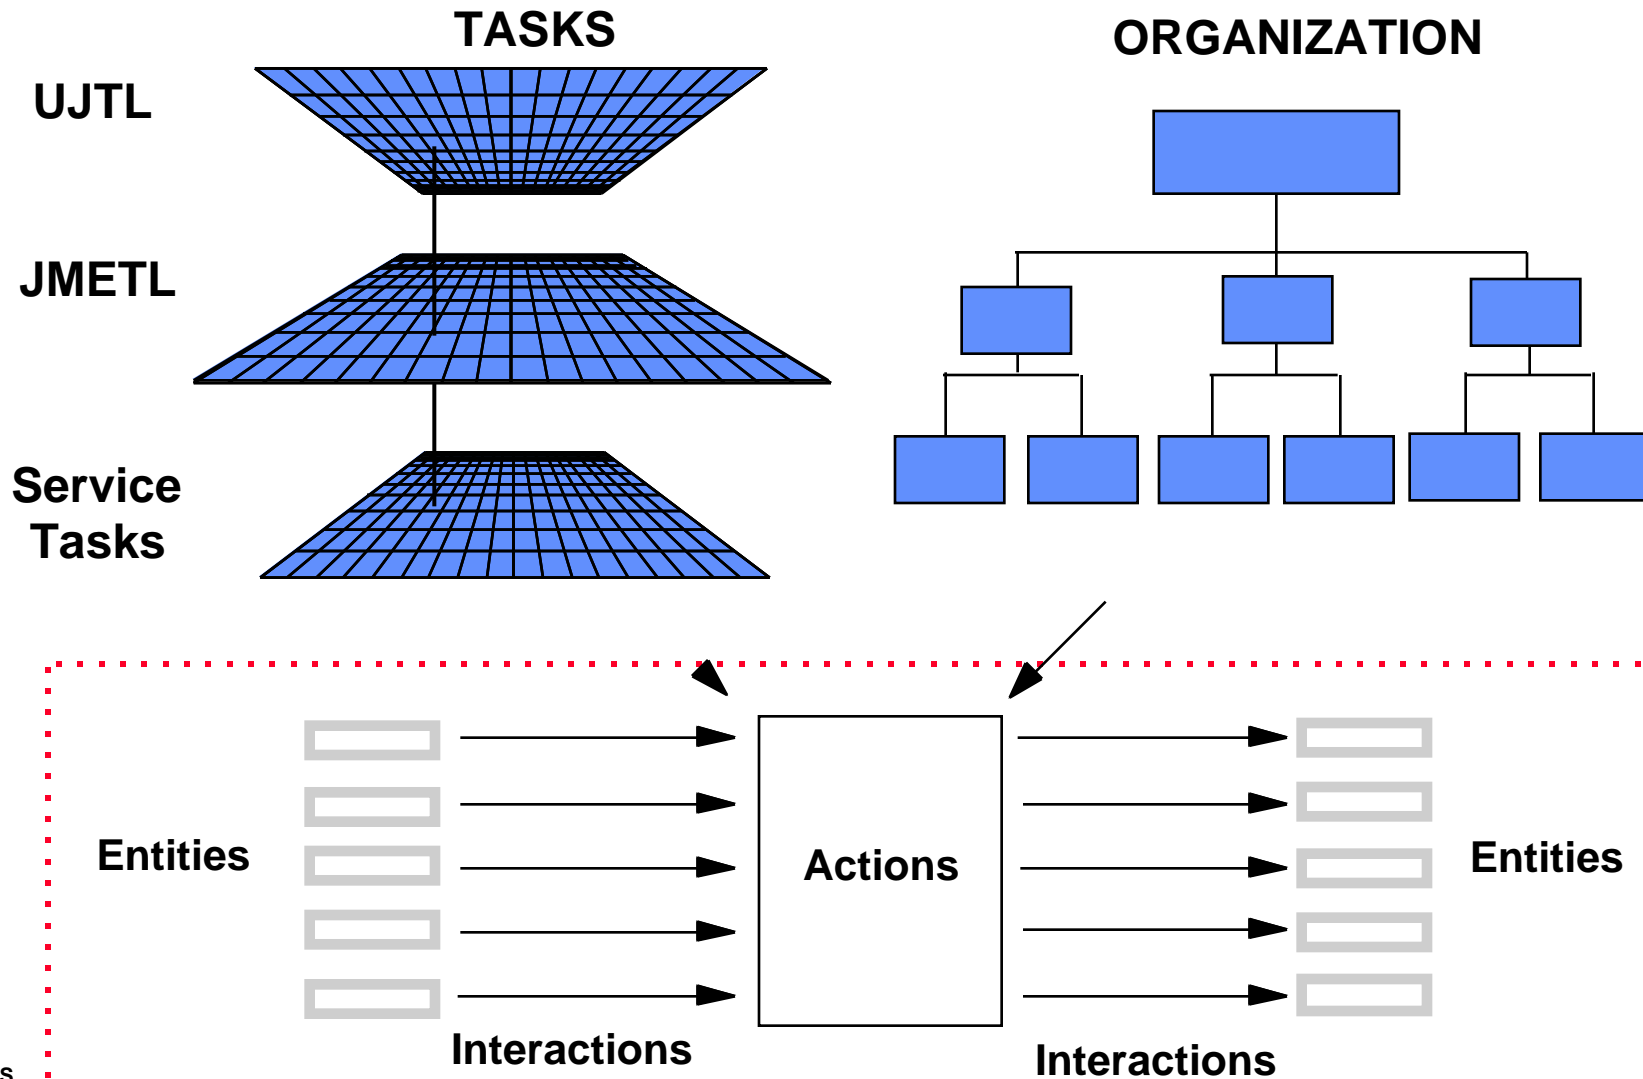 TASKS
ORGANIZATION
UJTL
JMETL
Service
Tasks
Entities
Actions
Entities
Interactions
Interactions